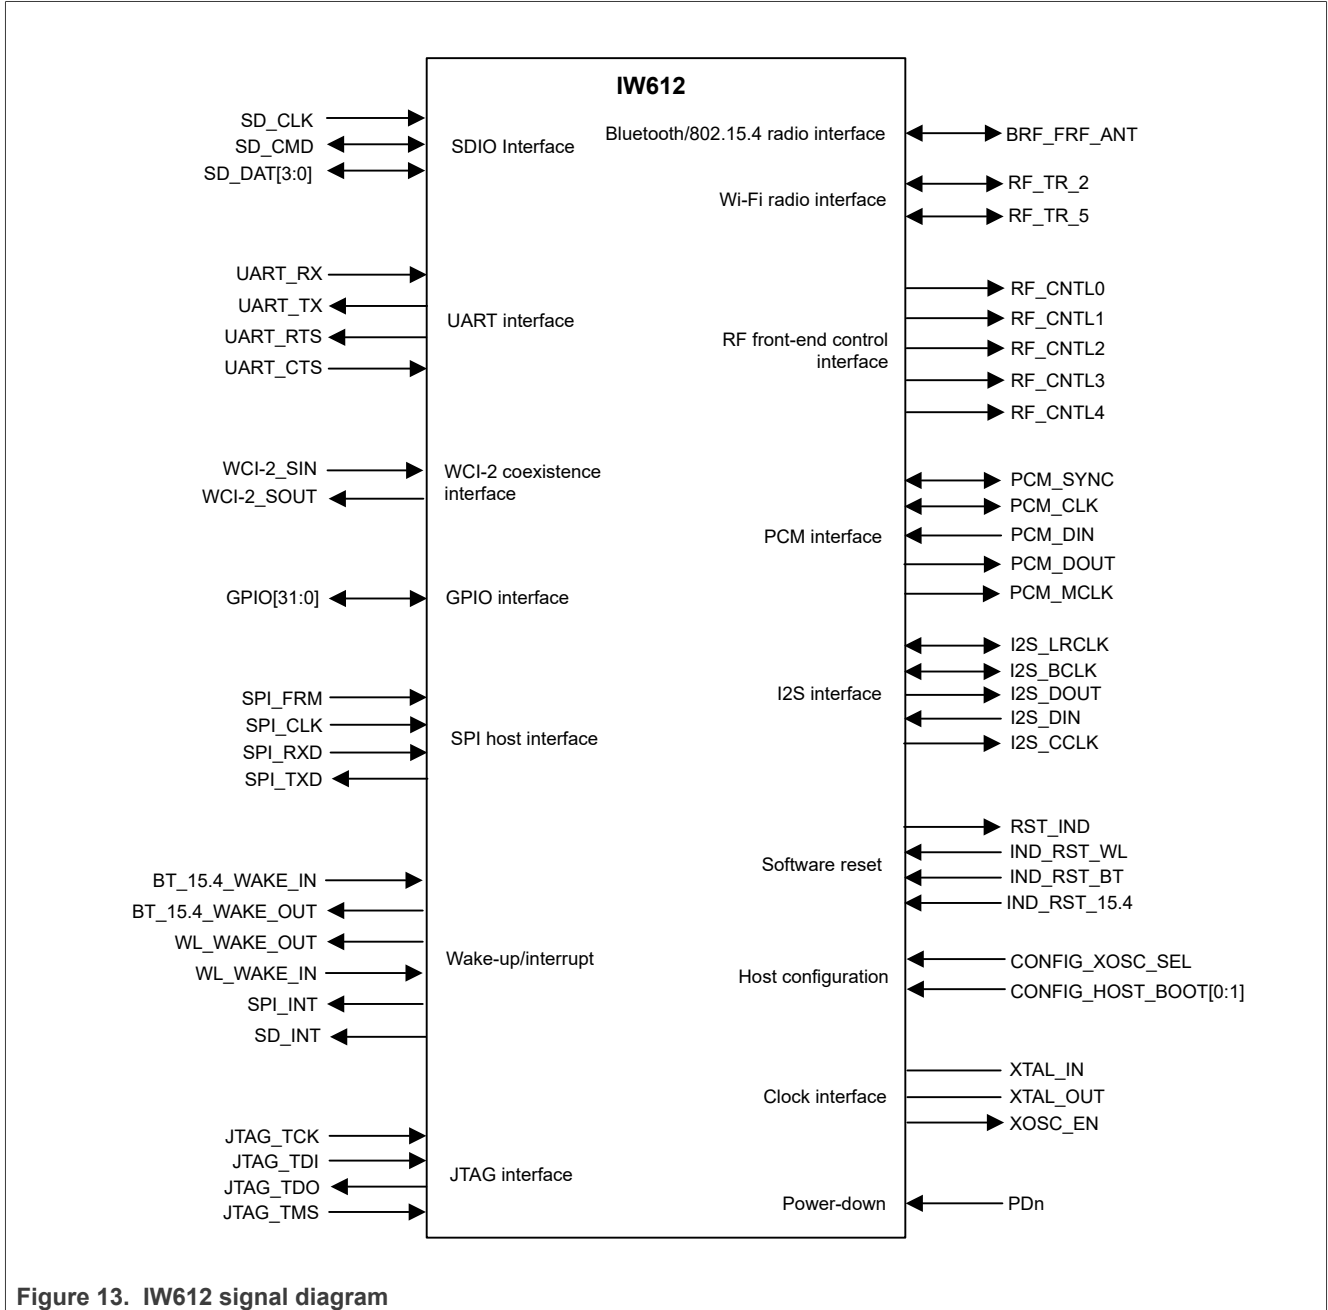 IW612
SD_CLK
SD_CMD
SD_DAT[3:0]
SDIO Interface
UART_RX
UART_TX
UART_RTS
UART_CTS
UART interface
WCI-2_SIN
WCI-2_SOUT
WCI-2 coexistence
interface
GPIO[31:0]
GPIO interface
SPI_FRM
SPI_CLK
SPI_RXD
SPI_TXD
SPI host interface
BT_15.4_WAKE_IN
BT_15.4_WAKE_OUT
WL_WAKE_OUT
WL_WAKE_IN
SPI_INT
SD_INT
Wake-up/interrupt
JTAG_TCK
JTAG_TDI
JTAG_TDO
JTAG_TMS
JTAG interface
Bluetooth/802.15.4 radio interface
BRF_FRF_ANT
Wi-Fi radio interface
RF_TR_2
RF_TR_5
RF front-end control
interface
RF_CNTL0
RF_CNTL1
RF_CNTL2
RF_CNTL3
RF_CNTL4
PCM interface
PCM_SYNC
PCM_CLK
PCM_DIN
PCM_DOUT
PCM_MCLK
I2S interface
I2S_LRCLK
I2S_BCLK
I2S_DOUT
I2S_DIN
I2S_CCLK
Software reset
RST_IND
IND_RST_WL
IND_RST_BT
IND_RST_15.4
Host configuration
CONFIG_XOSC_SEL
CONFIG_HOST_BOOT[0:1]
Clock interface
XTAL_IN
XTAL_OUT
XOSC_EN
Power-down
PDn
Figure 13. IW612 signal diagram